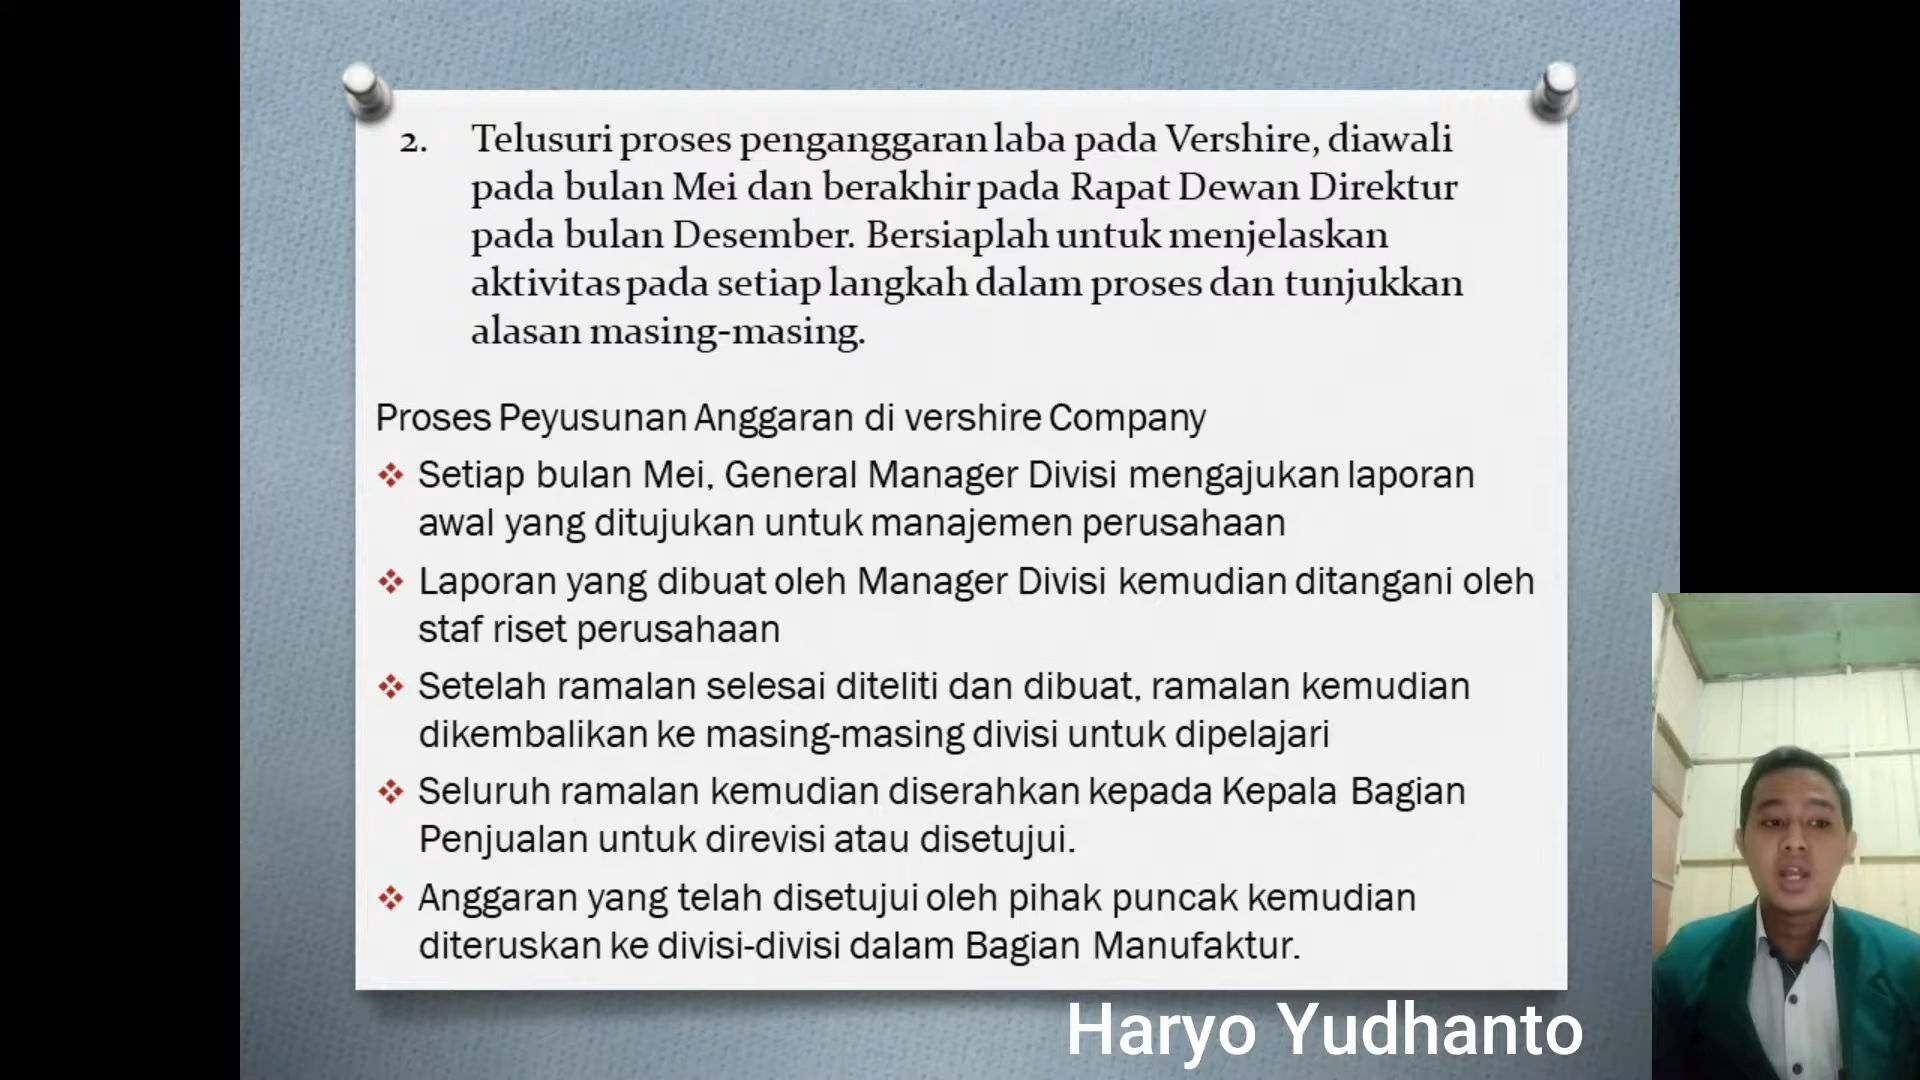 2. Telusuri proses penganggaran laba pada Vershire, diawali
pada bulan Mei dan berakhir pada Rapat Dewan Direktur
pada bulan Desember. Bersiaplah untuk menjelaskan
aktivitas pada setiap langkah dalam proses dan tunjukkan
alasan masing-masing.
Proses Peyusunan Anggaran di vershire Company
❖ Setiap bulan Mei, General Manager Divisi mengajukan laporan
awal yang ditujukan untuk manajemen perusahaan
❖ Laporan yang dibuat oleh Manager Divisi kemudian ditangani oleh
staf riset perusahaan
❖ Setelah ramalan selesai diteliti dan dibuat, ramalan kemudian
dikembalikan ke masing-masing divisi untuk dipelajari
❖ Seluruh ramalan kemudian diserahkan kepada Kepala Bagian
Penjualan untuk direvisi atau disetujui.
❖ Anggaran yang telah disetujui oleh pihak puncak kemudian
diteruskan ke divisi-divisi dalam Bagian Manufaktur.
Haryo Yudhanto